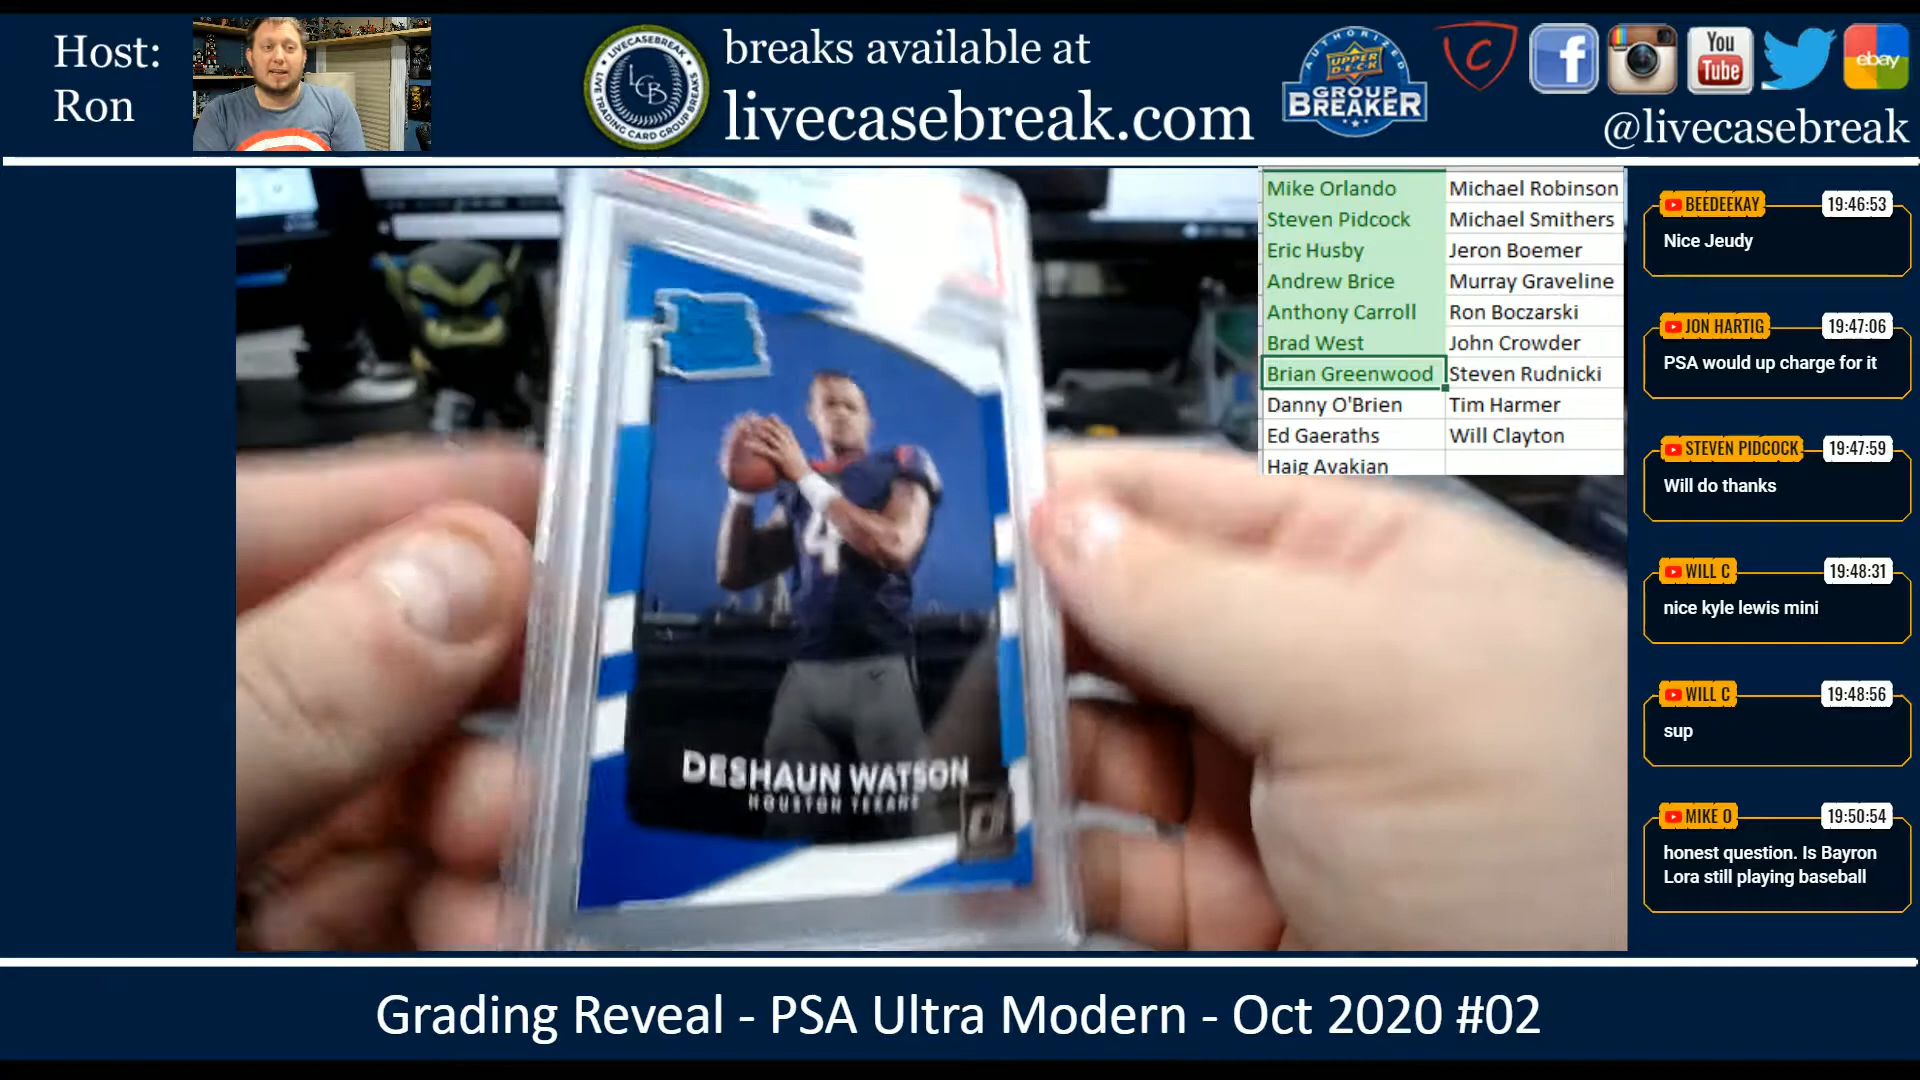 Host:
Ron
LIVECASEBREAK
LCB
LIVE TRADING CARD GROUP BREAKS
breaks available at
livecasebreak.com
AUTHORIZED
UPPER DECK
GROUP
BREAKER
C
f
You
Tube
ebay
@livecasebreak
Mike Orlando Michael Robinson
Steven Pidcock Michael Smithers
Eric Husby Jeron Boemer
Andrew Brice Murray Graveline
Anthony Carroll Ron Boczarski
Brad West John Crowder
Brian Greenwood Steven Rudnicki
Danny O'Brien Tim Harmer
Ed Gaeraths Will Clayton
Haig Avakian
4
DESHAUN WATSON
HOUSTON TEXANS
BEEDEEKAY 19:46:53
Nice Jeudy
JON HARTIG 19:47:06
PSA would up charge for it
STEVEN PIDCOCK 19:47:59
Will do thanks
WILL C 19:48:31
nice kyle lewis mini
WILL C 19:48:56
sup
MIKE O 19:50:54
honest question. Is Bayron
Lora still playing baseball
Grading Reveal - PSA Ultra Modern - Oct 2020 #02